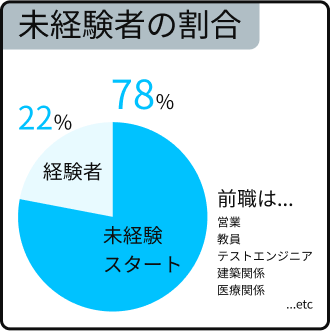 未経験者の割合
78%
22%
経験者
未経験
スタート
前職は...
営業
教員
テストエンジニア
建築関係
医療関係
...etc